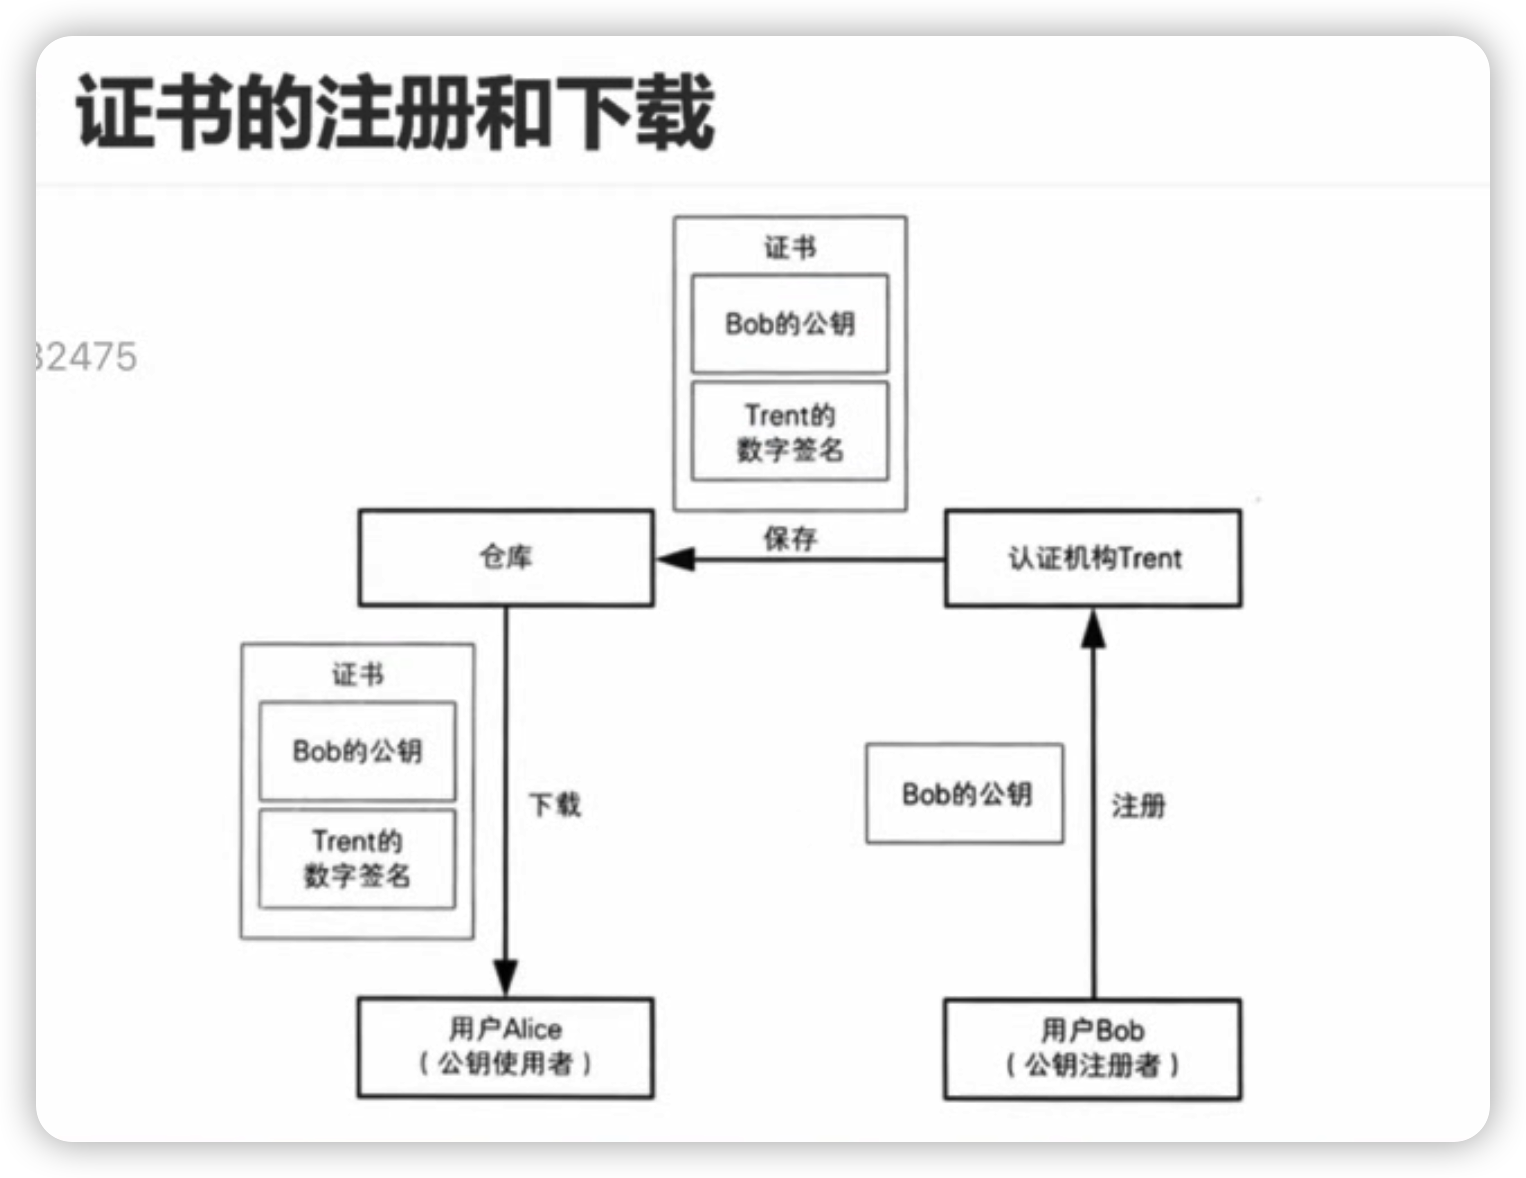 证书的注册和下载
证书
Bob的公钥
Trent的
数字签名
32475
保存
仓库
认证机构Trent
证书
Bob的公钥
Trent的
数字签名
下载
Bob的公钥
注册
用户Alice
（公钥使用者）
用户Bob
（公钥注册者）